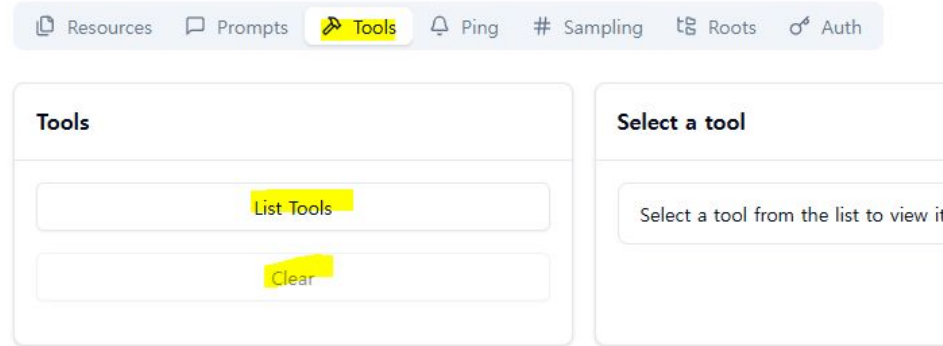 Resources Prompts Tools Ping # Sampling Roots Auth
Tools
List Tools
Clear
Select a tool
Select a tool from the list to view it